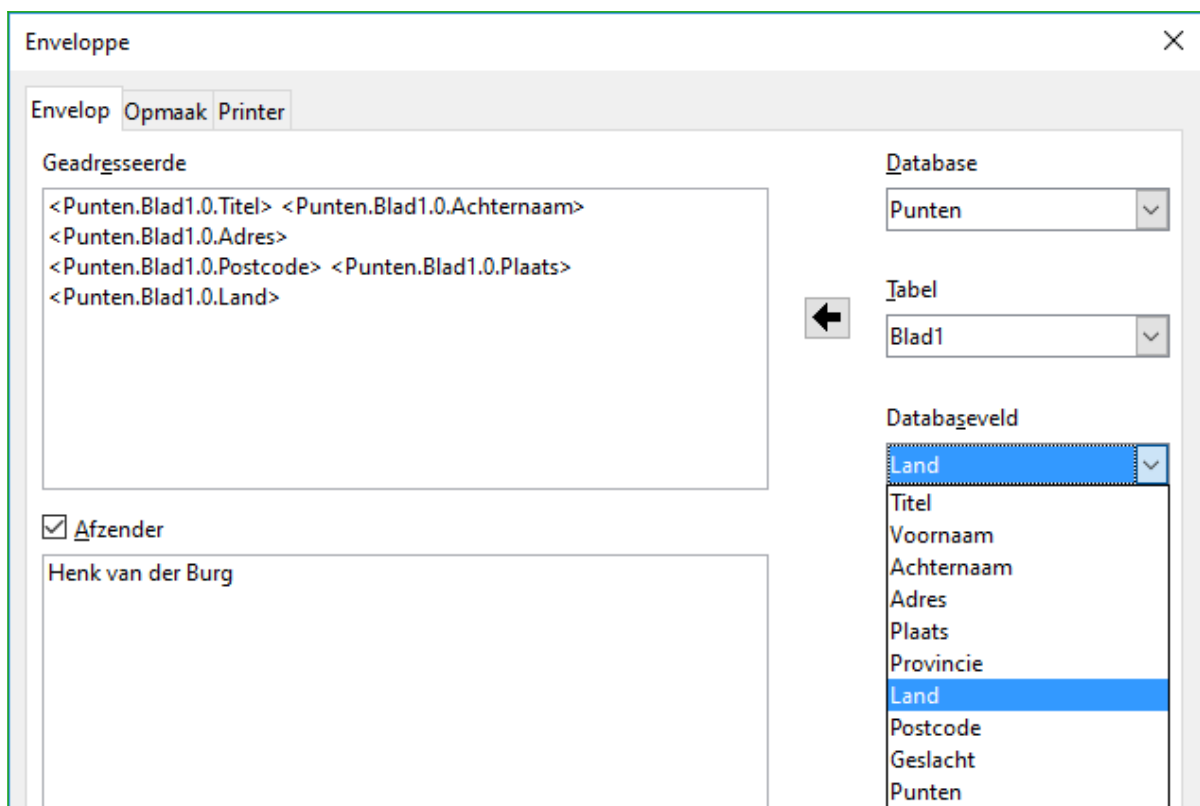 Enveloppe
Envelop Opmaak Printer
Geadresseerde
<Punten.Blad1.0.Titel> <Punten.Blad1.0.Achternaam>
<Punten.Blad1.0.Adres>
<Punten.Blad1.0.Postcode> <Punten.Blad1.0.Plaats>
<Punten.Blad1.0.Land>
Afzender
Henk van der Burg
Database
Punten
Tabel
Blad1
Databaseveld
Land
Titel
Voornaam
Achternaam
Adres
Plaats
Provincie
Land
Postcode
Geslacht
Punten